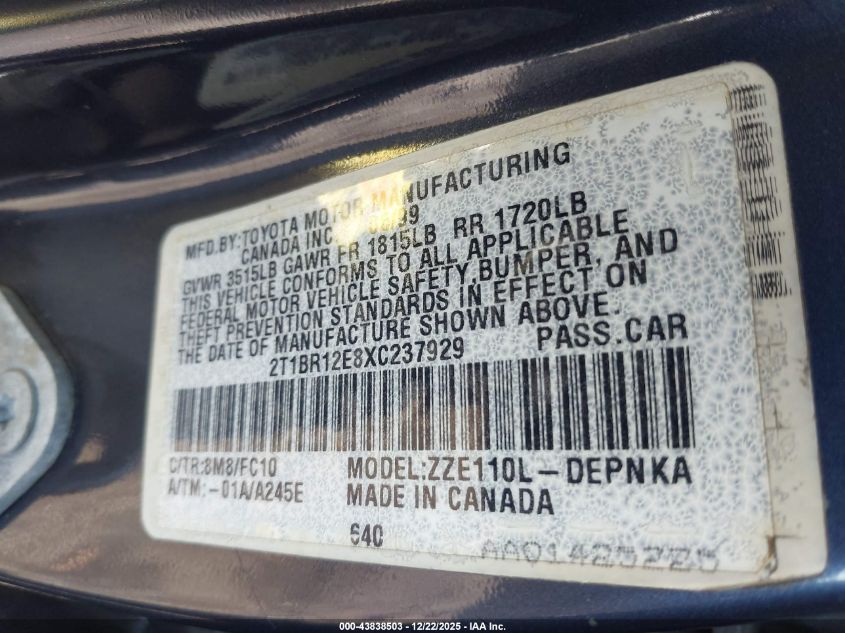 MFD.BY:TOYOTA MOTOR MANUFACTURING
CANADA INC. /99
GVWR 3515LB GAWR FR 1815LB RR 1720LB
THIS VEHICLE CONFORMS TO ALL APPLICABLE
FEDERAL MOTOR VEHICLE SAFETY BUMPER, AND
THEFT PREVENTION STANDARDS IN EFFECT ON
THE DATE OF MANUFACTURE SHOWN ABOVE.
2T1BR12E8XC237929 PASS.CAR
C/TR:8M8/FC10 MODEL:ZZE110L-DEPNKA
A/TM:-01A/A245E MADE IN CANADA
640
AA01425225
000-43838503 | 12/22/2025 - IAA Inc.